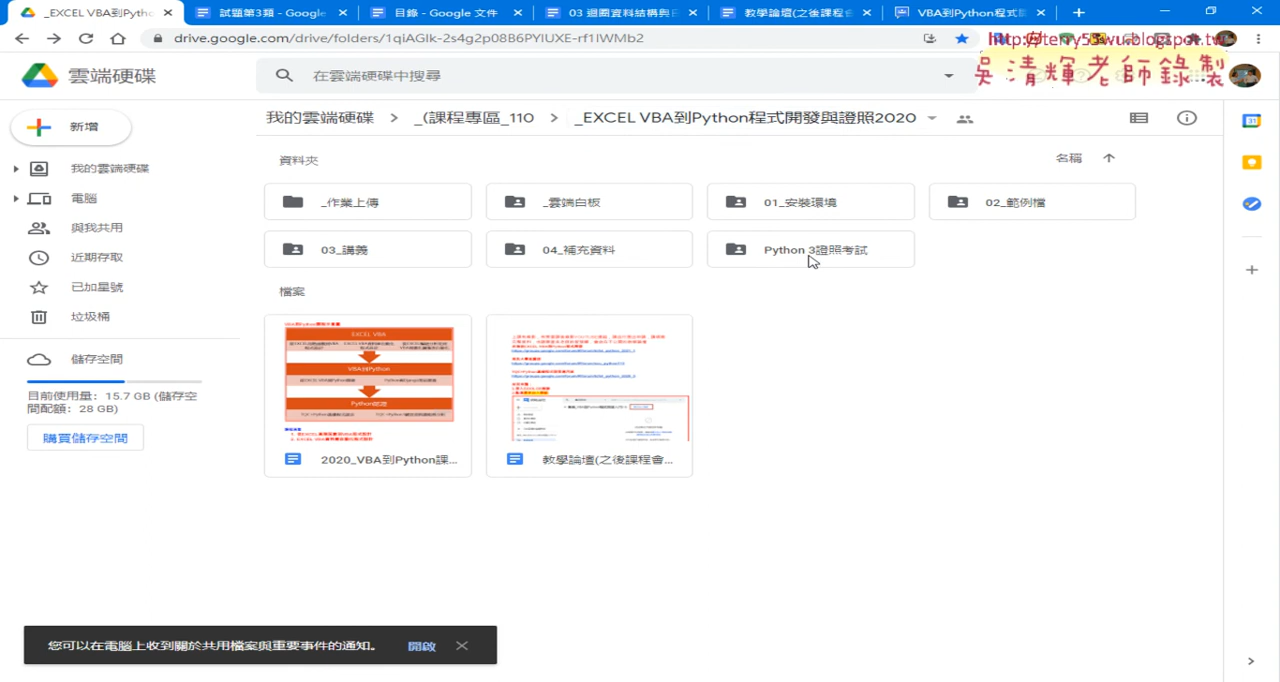 _EXCEL VBA到Pytho
試題第3類 - Google
目錄 - Google 文件
03 迴圈資料結構與
教學論壇(之後課程會
VBA到Python程式
drive.google.com/drive/folders/1qiAGIk-2s4g2p08B6PYIUXE-rf1IWMb2
http://terry55wu.blogspot.tw
吳清輝老師錄製
雲端硬碟
在雲端硬碟中搜尋
新增
我的雲端硬碟 > _(課程專區_110 > _EXCEL VBA到Python程式開發與證照2020
我的雲端硬碟
電腦
與我共用
近期存取
已加星號
垃圾桶
儲存空間
目前使用量：15.7 GB (儲存空
間配額：28 GB)
購買儲存空間
資料夾
名稱
_作業上傳
_雲端白板
01_安裝環境
02_範例檔
03_講義
04_補充資料
Python 3證照考試
檔案
EXCEL VBA
VBA到Python
2020_VBA到Python課...
教學論壇(之後課程會...
您可以在電腦上收到關於共用檔案與重要事件的通知。
開啟